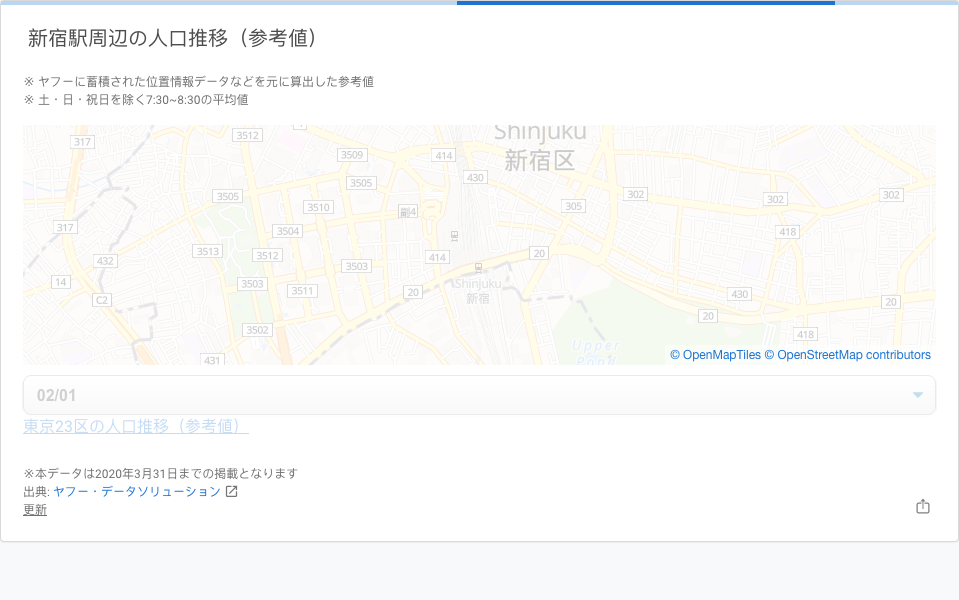 新宿駅周辺の人口推移（参考値）
※ ヤフーに蓄積された位置情報データなどを元に算出した参考値
※ 土・日・祝日を除く7:30~8:30の平均値
3512
Shinjuku
新宿区
317
3509
414
430
3505
302
302
302
3505
3510
副4
305
317
3504
418
3513
3512
414
20
432
3503
14
3503
3511
20
C2
Shinjuku
新宿
430
20
20
3502
418
431
Upper
© OpenMapTiles © OpenStreetMap contributors
02/01
東京23区の人口推移（参考値）
※本データは2020年3月31日までの掲載となります
出典: ヤフー・データソリューション
更新